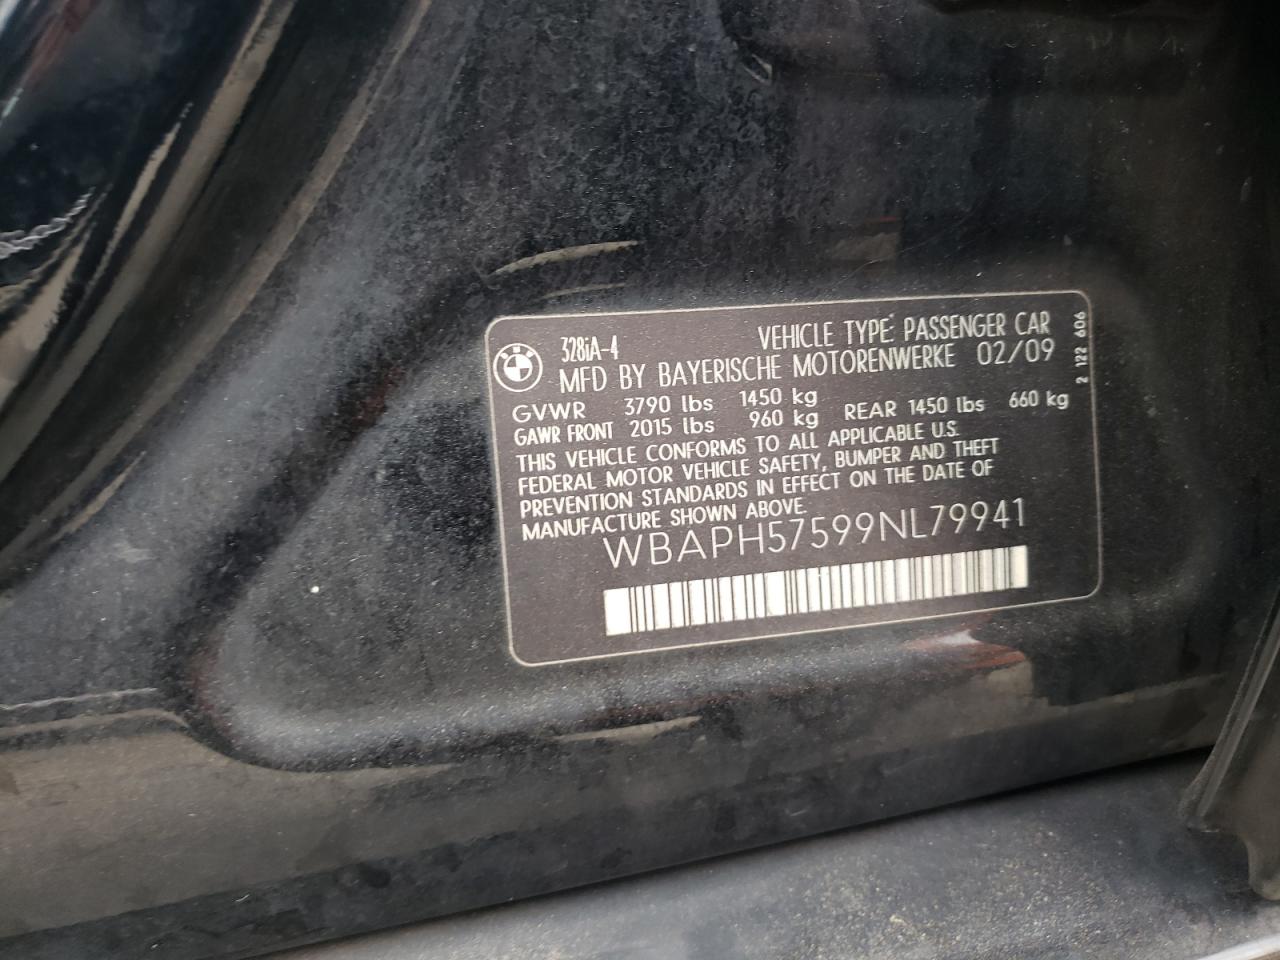 328iA-4 VEHICLE TYPE: PASSENGER CAR
MFD BY BAYERISCHE MOTORENWERKE 02/09
GVWR 3790 lbs 1450 kg
GAWR FRONT 2015 lbs 960 kg REAR 1450 lbs 660 kg
THIS VEHICLE CONFORMS TO ALL APPLICABLE U.S.
FEDERAL MOTOR VEHICLE SAFETY, BUMPER AND THEFT
PREVENTION STANDARDS IN EFFECT ON THE DATE OF
MANUFACTURE SHOWN ABOVE.
WBAPH57599NL79941
2 122 606